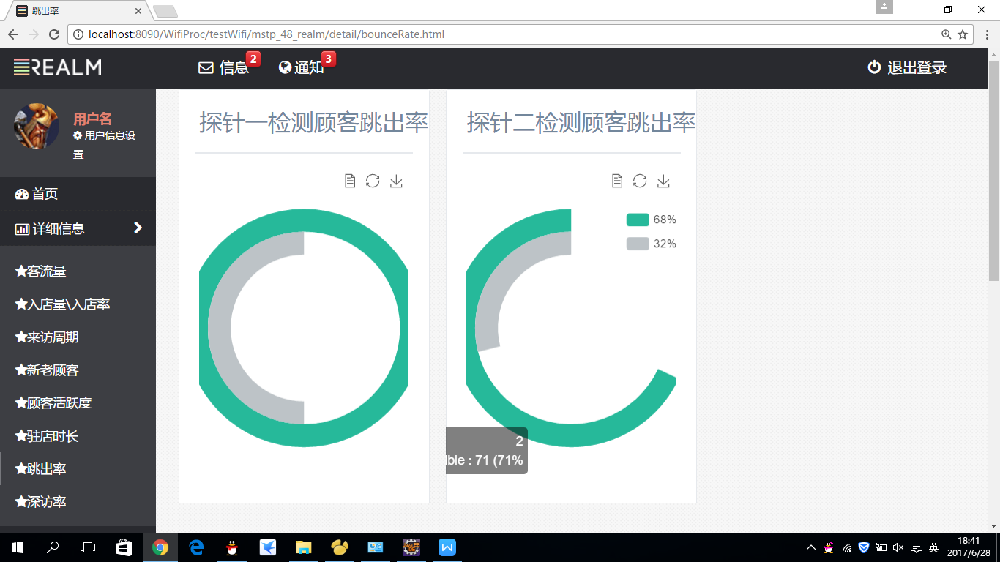 跳出率
localhost:8090/WifiProc/testWifi/mstp_48_realm/detail/bounceRate.html
REALM
信息 2
通知 3
退出登录
用户名
用户信息设
置
首页
详细信息
客流量
入店量\入店率
来访周期
新老顾客
顾客活跃度
驻店时长
跳出率
深访率
探针一检测顾客跳出率
探针二检测顾客跳出率
68%
32%
2
ible : 71 (71%
英
18:41
2017/6/28